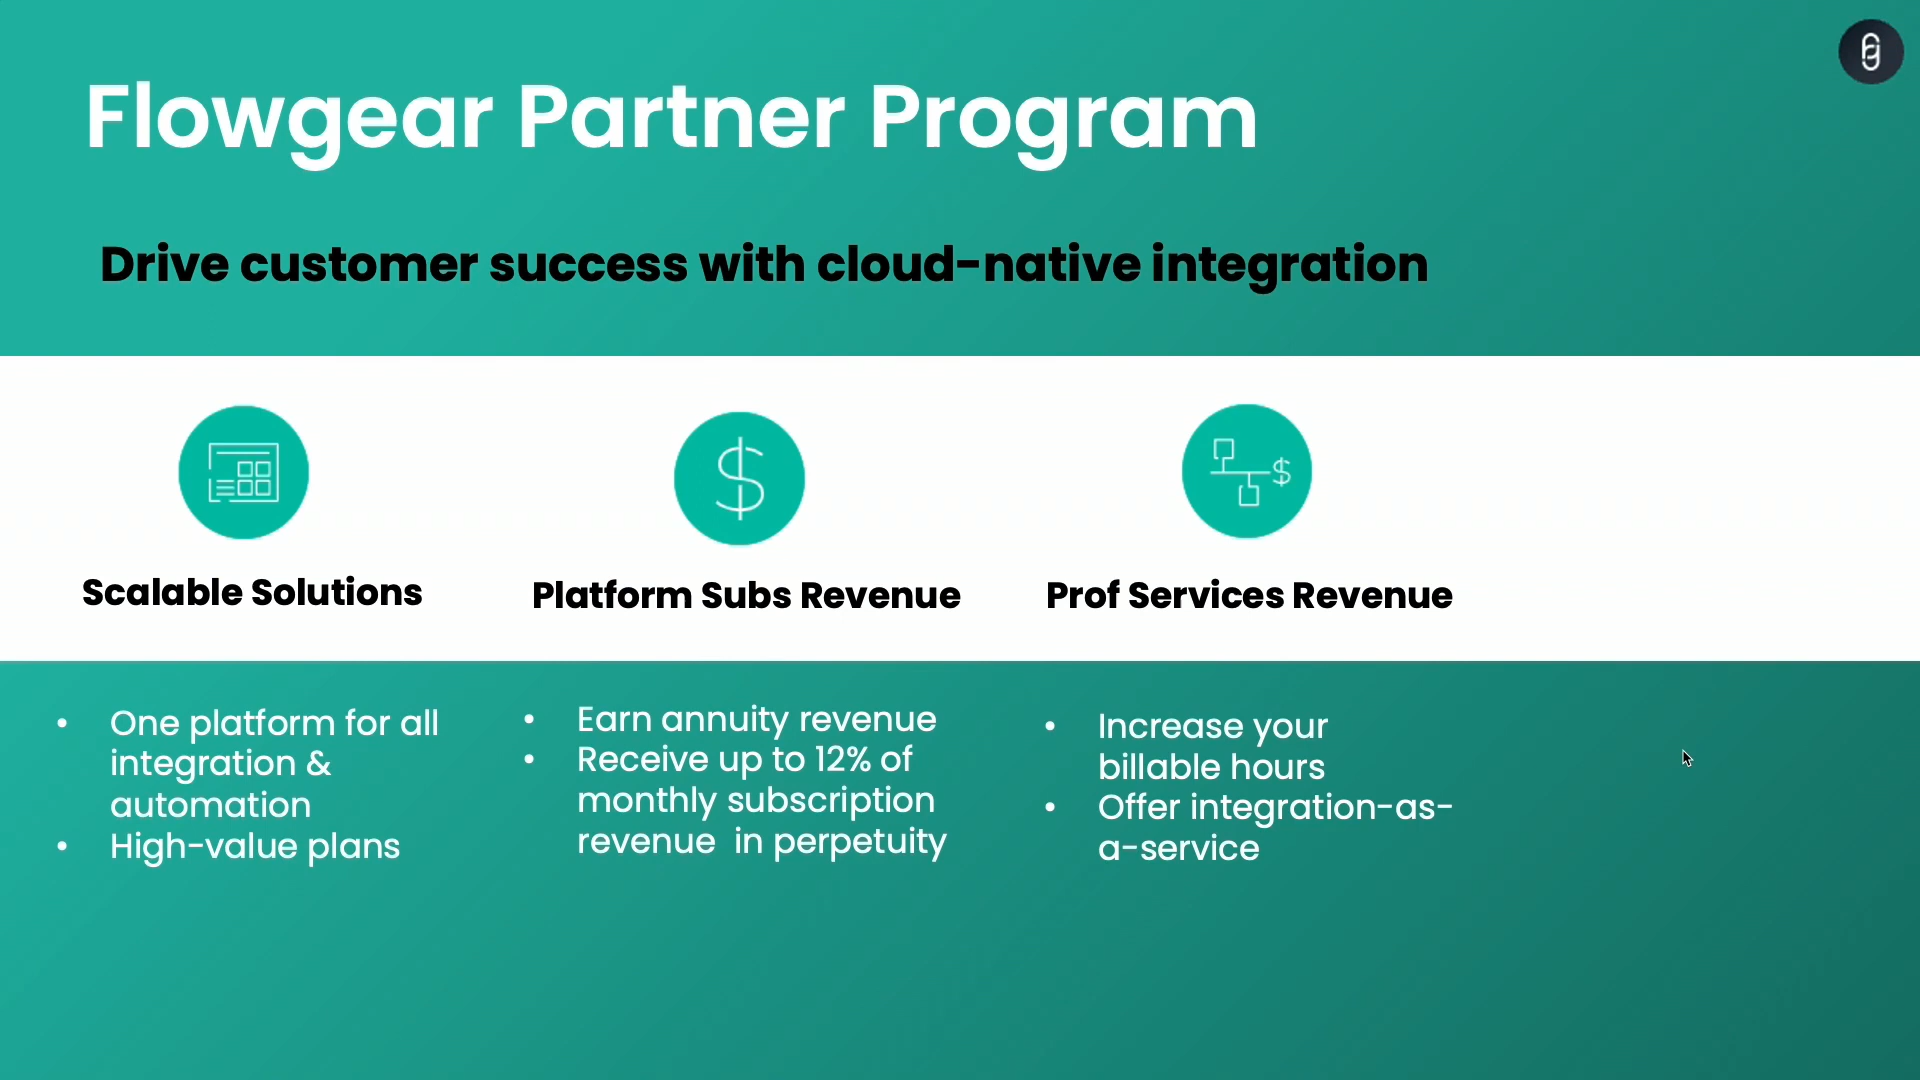 Flowgear Partner Program
Drive customer success with cloud-native integration
Scalable Solutions
Platform Subs Revenue
Prof Services Revenue
• One platform for all
integration &
automation
• High-value plans
• Earn annuity revenue
• Receive up to 12% of
monthly subscription
revenue  in perpetuity
• Increase your
billable hours
• Offer integration-as-
a-service